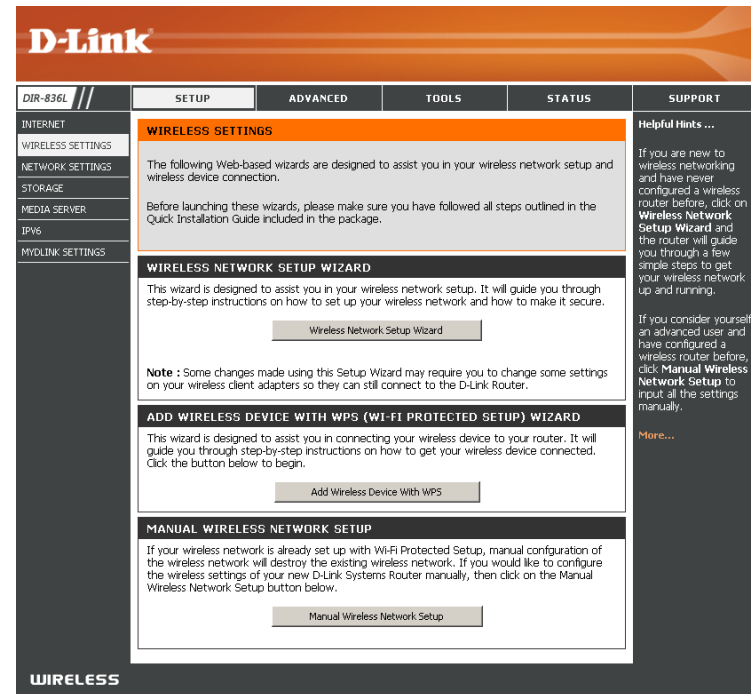 D-Link
DIR-836L // SETUP ADVANCED TOOLS STATUS SUPPORT
INTERNET
WIRELESS SETTINGS
NETWORK SETTINGS
STORAGE
MEDIA SERVER
IPV6
MYDLINK SETTINGS
WIRELESS SETTINGS
The following Web-based wizards are designed to assist you in your wireless network setup and
wireless device connection.
Before launching these wizards, please make sure you have followed all steps outlined in the
Quick Installation Guide included in the package.
WIRELESS NETWORK SETUP WIZARD
This wizard is designed to assist you in your wireless network setup. It will guide you through
step-by-step instructions on how to set up your wireless network and how to make it secure.
Wireless Network Setup Wizard
Note : Some changes made using this Setup Wizard may require you to change some settings
on your wireless client adapters so they can still connect to the D-Link Router.
ADD WIRELESS DEVICE WITH WPS (WI-FI PROTECTED SETUP) WIZARD
This wizard is designed to assist you in connecting your wireless device to your router. It will
guide you through step-by-step instructions on how to get your wireless device connected.
Click the button below to begin.
Add Wireless Device With WPS
MANUAL WIRELESS NETWORK SETUP
If your wireless network is already set up with Wi-Fi Protected Setup, manual confguration of
the wireless network will destroy the existing wireless network. If you would like to configure
the wireless settings of your new D-Link Systems Router manually, then click on the Manual
Wireless Network Setup button below.
Manual Wireless Network Setup
Helpful Hints ...
If you are new to
wireless networking
and have never
configured a wireless
router before, click on
Wireless Network
Setup Wizard and
the router will guide
you through a few
simple steps to get
your wireless network
up and running.
If you consider yourself
an advanced user and
have configured a
wireless router before,
click Manual Wireless
Network Setup to
input all the settings
manually.
More...
WIRELESS